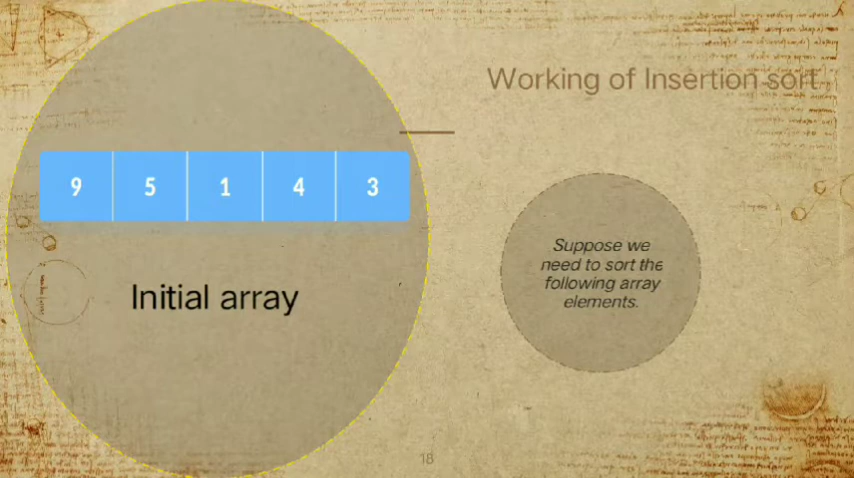 Working of Insertion sort
9 5 1 4 3
Initial array
Suppose we
need to sort the
following array
elements.
18